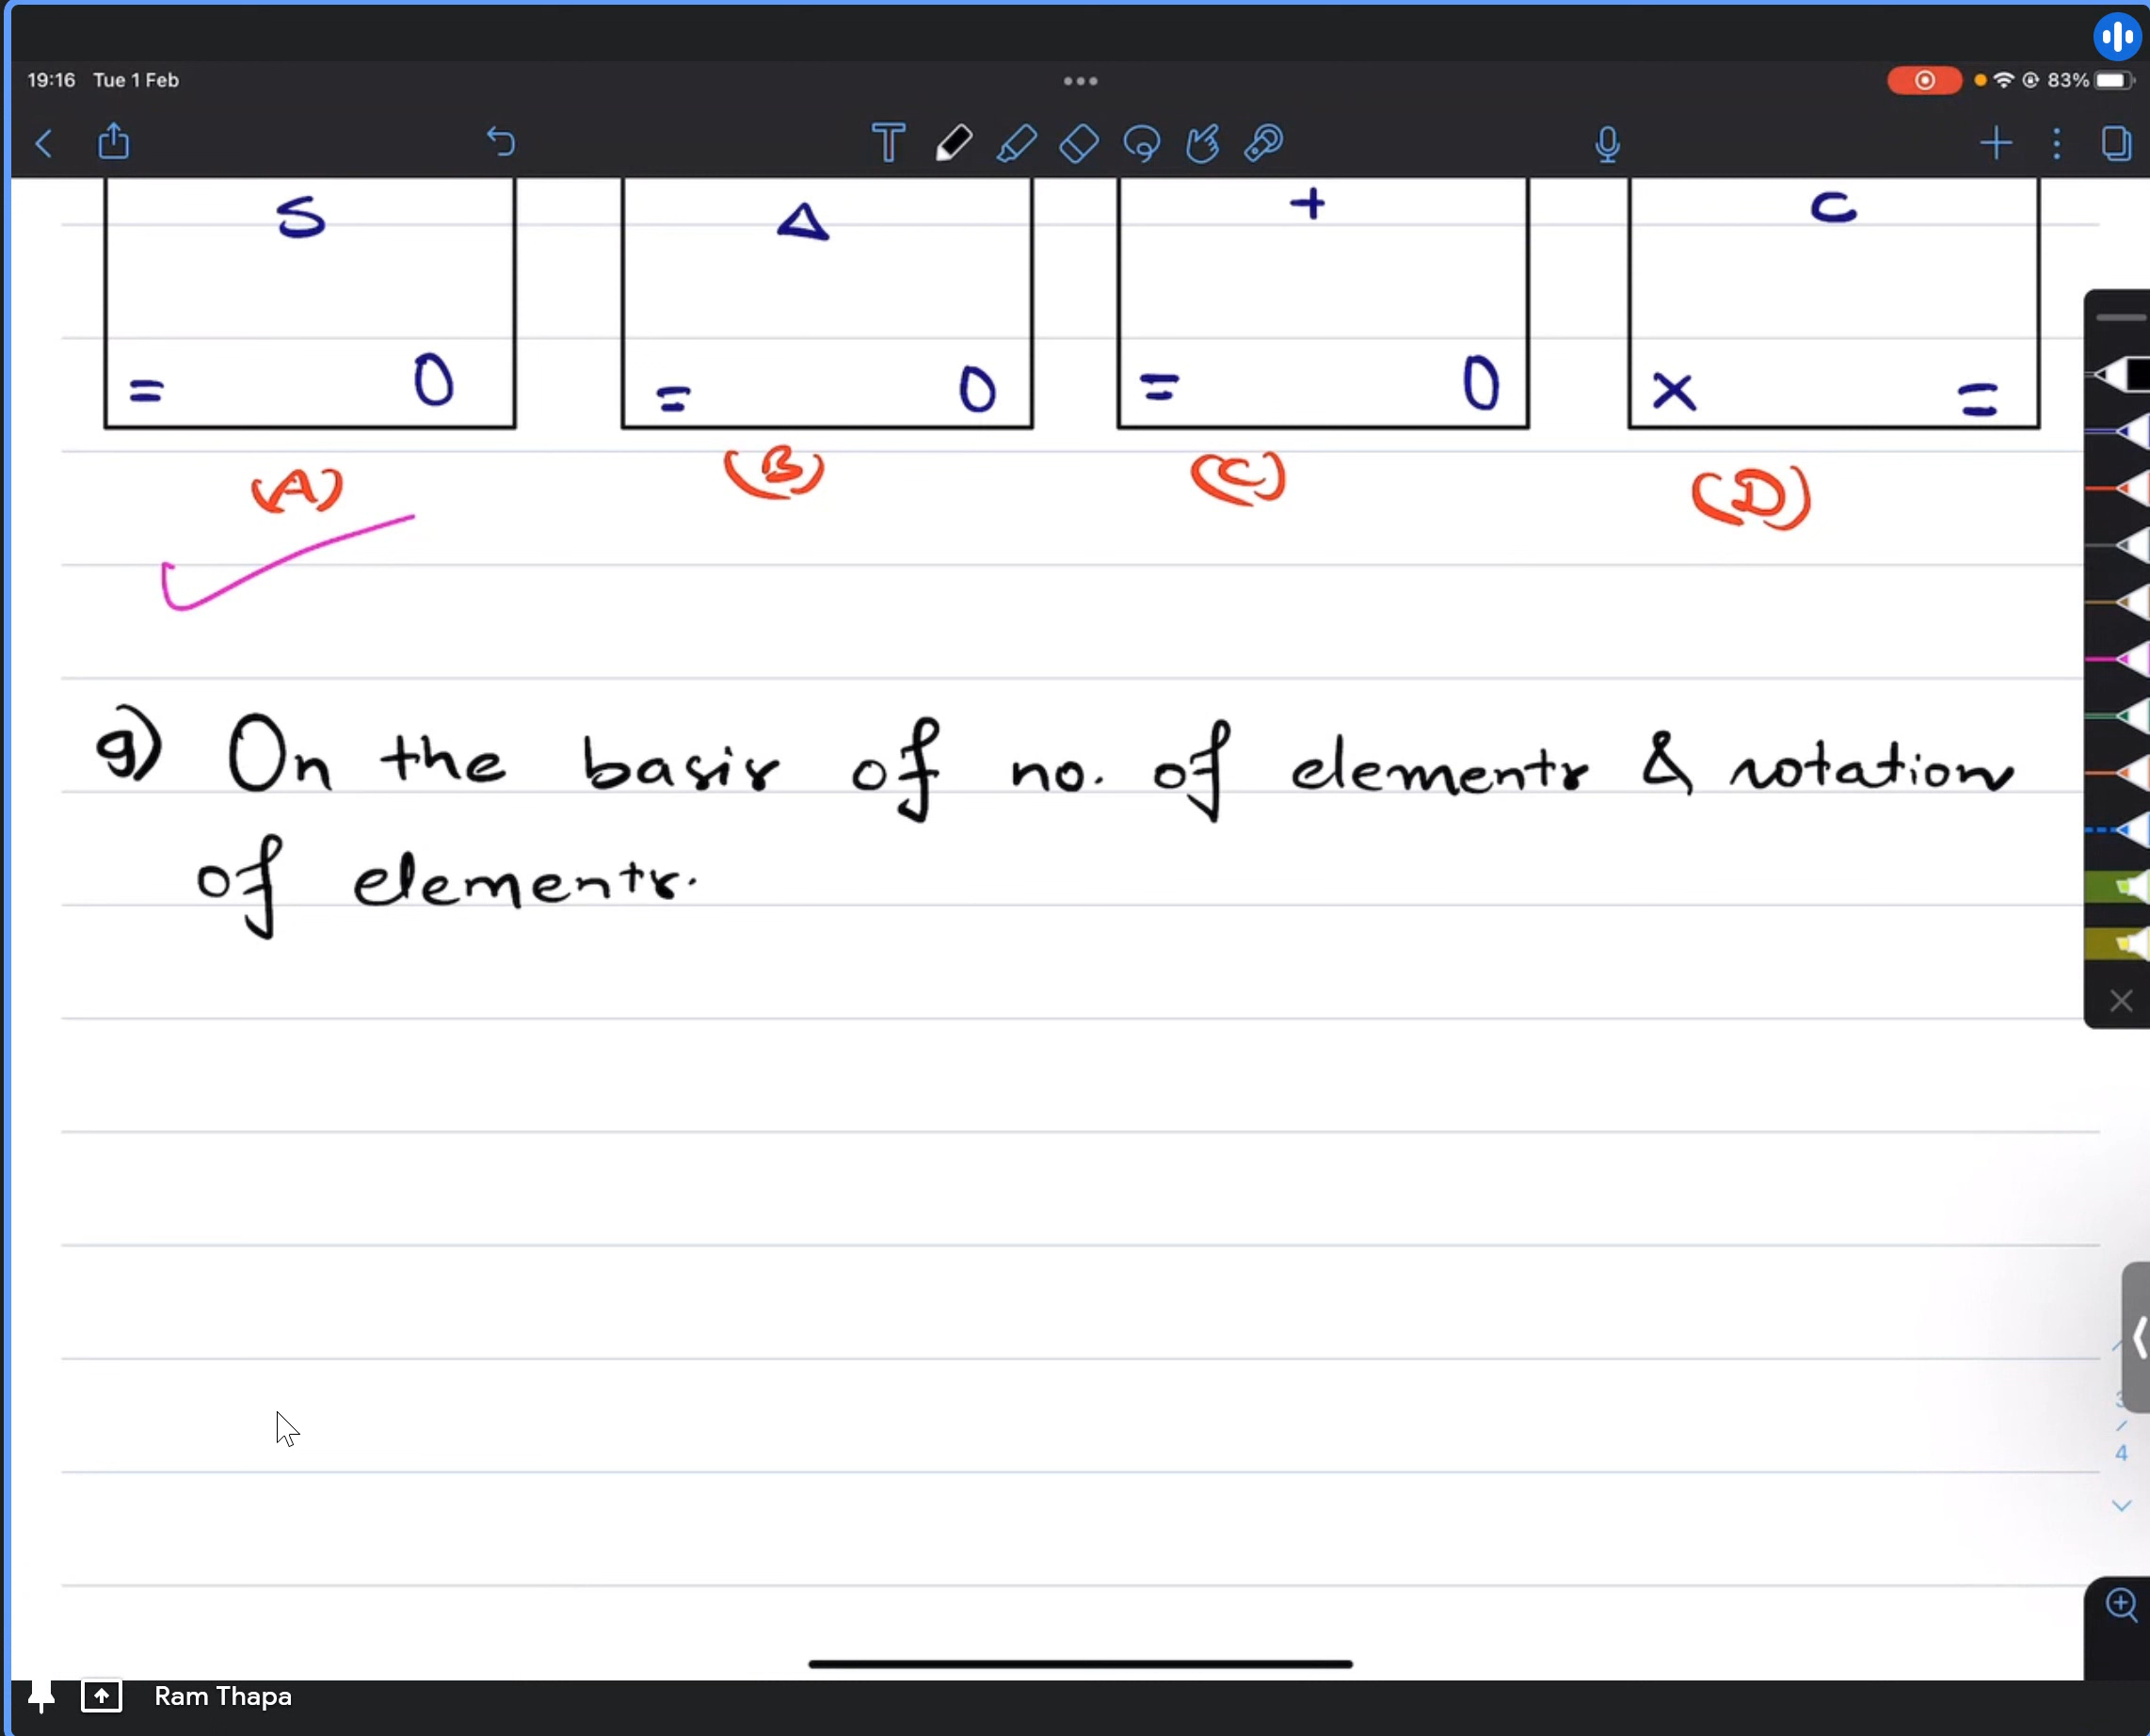 19:16 Tue 1 Feb 83%
T
S Δ + C
= 0 = 0 = 0 × =
(A) (B) (C) (D)
g) On the basis of no. of elements & rotation
of elements.
3
/
4
Ram Thapa